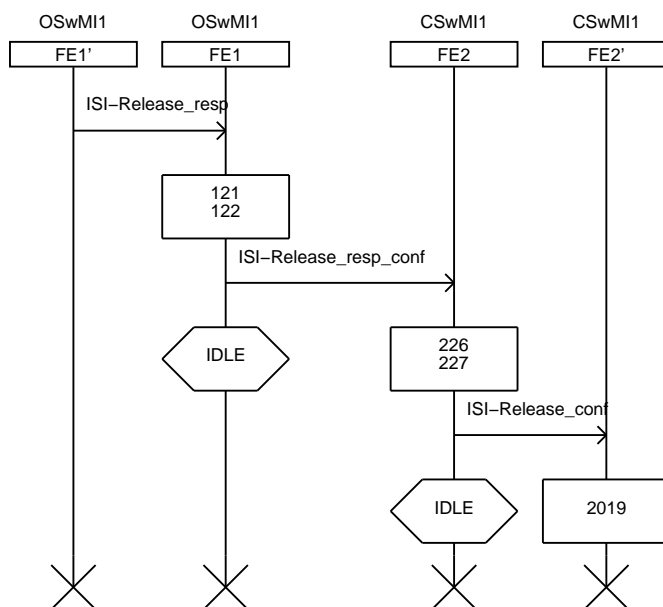 OSwMI1 OSwMI1 CSwMI1 CSwMI1
FE1' FE1 FE2 FE2'
ISI–Release_resp
121
122
ISI–Release_resp_conf
IDLE
226
227
ISI–Release_conf
IDLE
2019